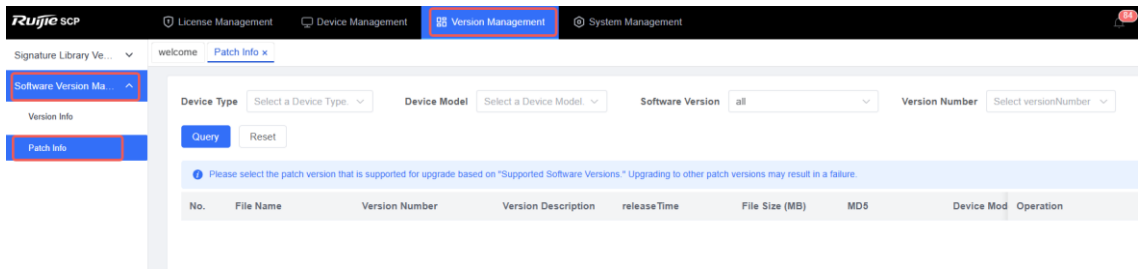 Ruijie SCP License Management Device Management Version Management System Management 84
Signature Library Ve... welcome Patch Info x
Software Version Ma...
Version Info
Patch Info
Device Type Select a Device Type. Device Model Select a Device Model. Software Version all Version Number Select versionNumber
Query Reset
Please select the patch version that is supported for upgrade based on "Supported Software Versions." Upgrading to other patch versions may result in a failure.
No. File Name Version Number Version Description releaseTime File Size (MB) MD5 Device Mod Operation